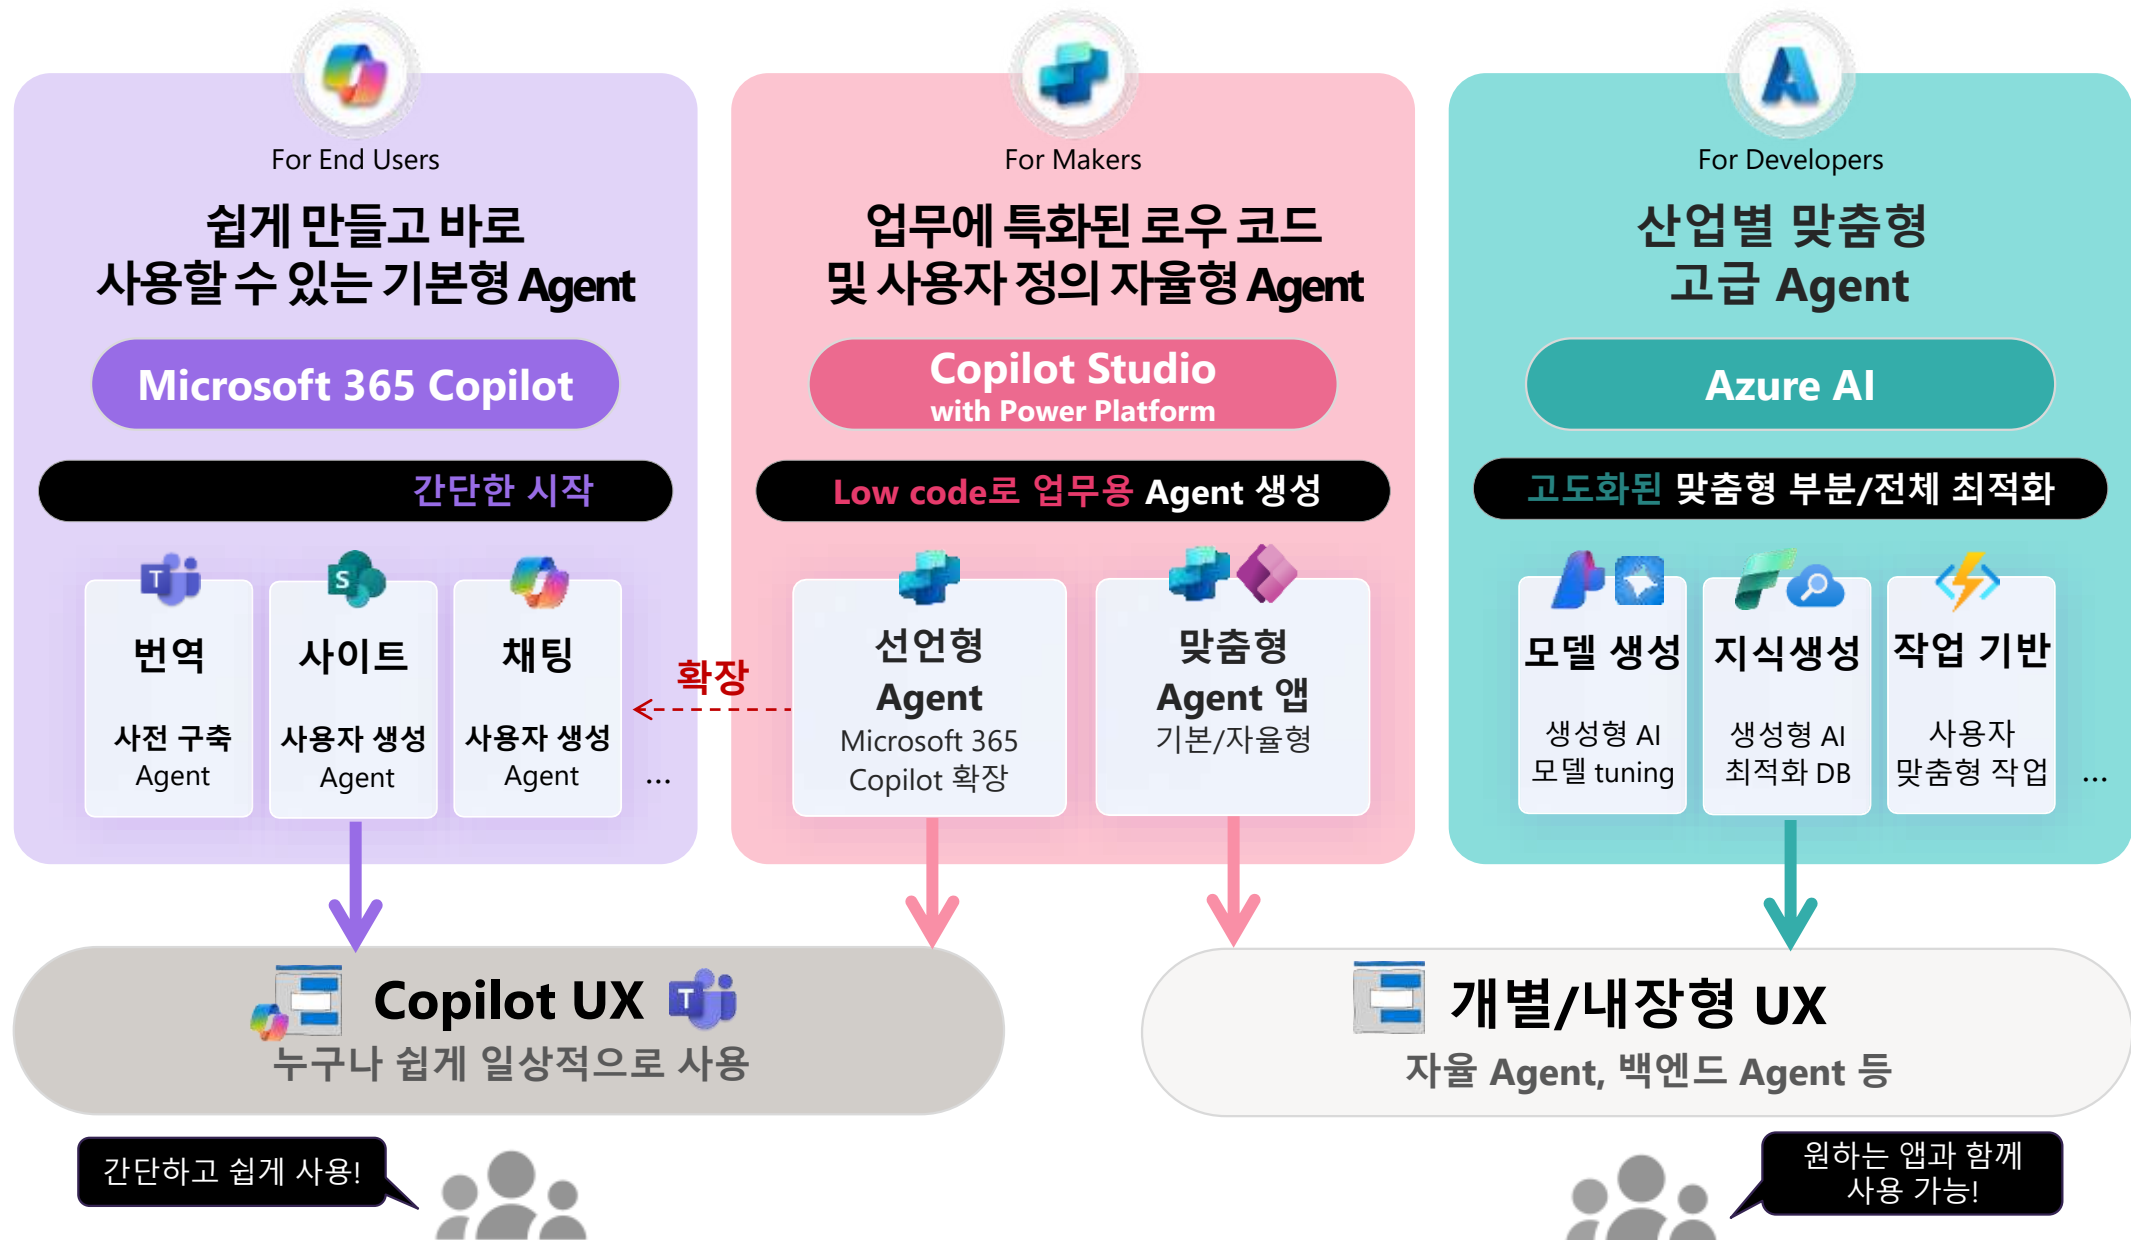 For End Users
쉽게 만들고 바로
사용할 수 있는 기본형 Agent
Microsoft 365 Copilot
간단한 시작
T
번역
사전 구축
Agent
S
사이트
사용자 생성
Agent
채팅
사용자 생성
Agent
...
For Makers
업무에 특화된 로우 코드
및 사용자 정의 자율형 Agent
Copilot Studio
with Power Platform
Low code로 업무용 Agent 생성
확장
선언형
Agent
Microsoft 365
Copilot 확장
맞춤형
Agent 앱
기본/자율형
For Developers
산업별 맞춤형
고급 Agent
Azure AI
고도화된 맞춤형 부분/전체 최적화
모델 생성
생성형 AI
모델 tuning
지식생성
생성형 AI
최적화 DB
작업 기반
사용자
맞춤형 작업
...
Copilot UX
T
누구나 쉽게 일상적으로 사용
개별/내장형 UX
자율 Agent, 백엔드 Agent 등
간단하고 쉽게 사용!
원하는 앱과 함께
사용 가능!